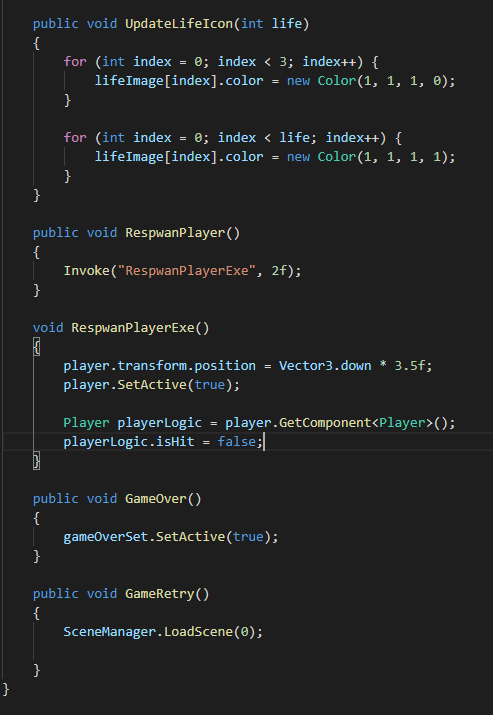 public void UpdateLifeIcon(int life)
{
for (int index = 0; index < 3; index++) {
lifeImage[index].color = new Color(1, 1, 1, 0);
}
for (int index = 0; index < life; index++) {
lifeImage[index].color = new Color(1, 1, 1, 1);
}
}
public void RespwanPlayer()
{
Invoke("RespwanPlayerExe", 2f);
}
void RespwanPlayerExe()
{
player.transform.position = Vector3.down * 3.5f;
player.SetActive(true);
Player playerLogic = player.GetComponent<Player>();
playerLogic.isHit = false;
}
public void GameOver()
{
gameOverSet.SetActive(true);
}
public void GameRetry()
{
SceneManager.LoadScene(0);
}
}